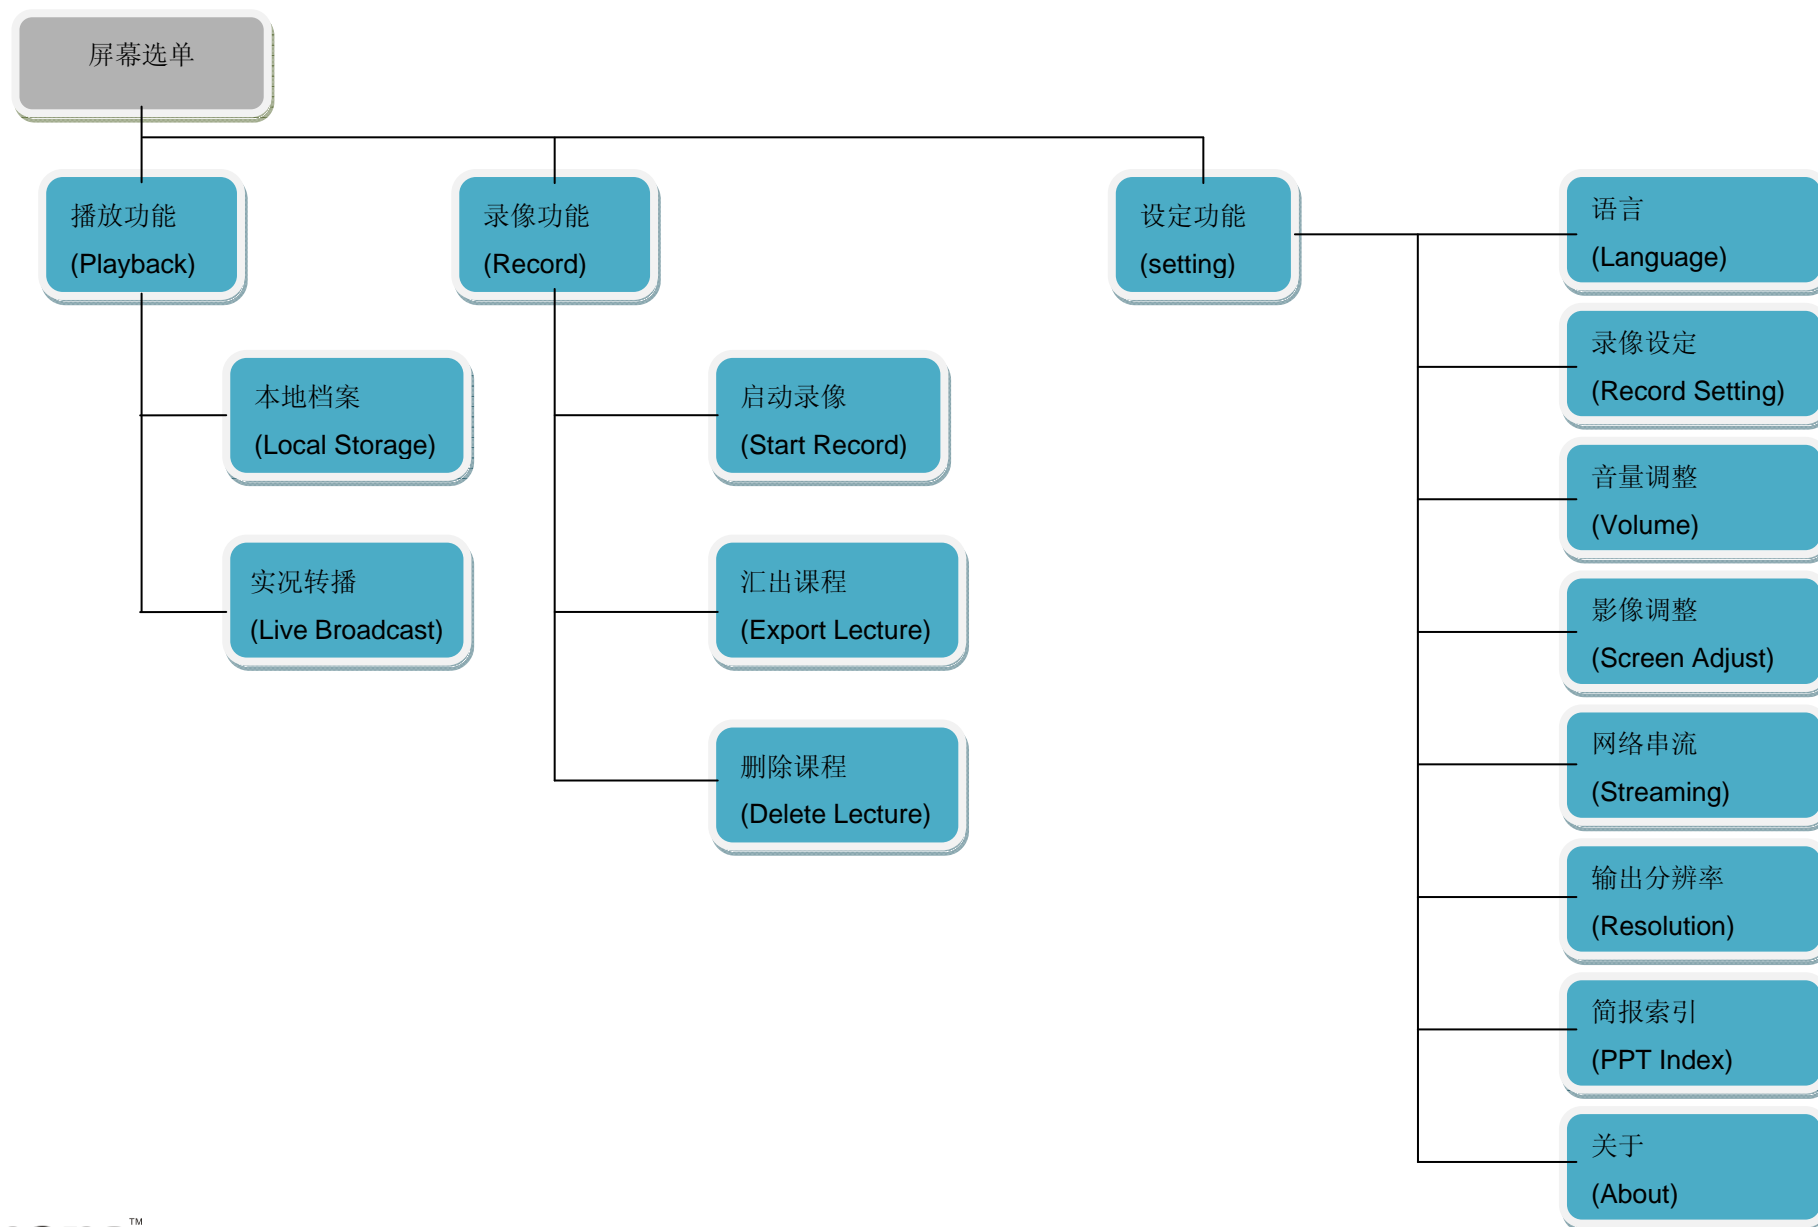 屏幕选单
播放功能
(Playback)
本地档案
(Local Storage)
实况转播
(Live Broadcast)
录像功能
(Record)
启动录像
(Start Record)
汇出课程
(Export Lecture)
删除课程
(Delete Lecture)
设定功能
(setting)
语言
(Language)
录像设定
(Record Setting)
音量调整
(Volume)
影像调整
(Screen Adjust)
网络串流
(Streaming)
输出分辨率
(Resolution)
简报索引
(PPT Index)
关于
(About)
TM